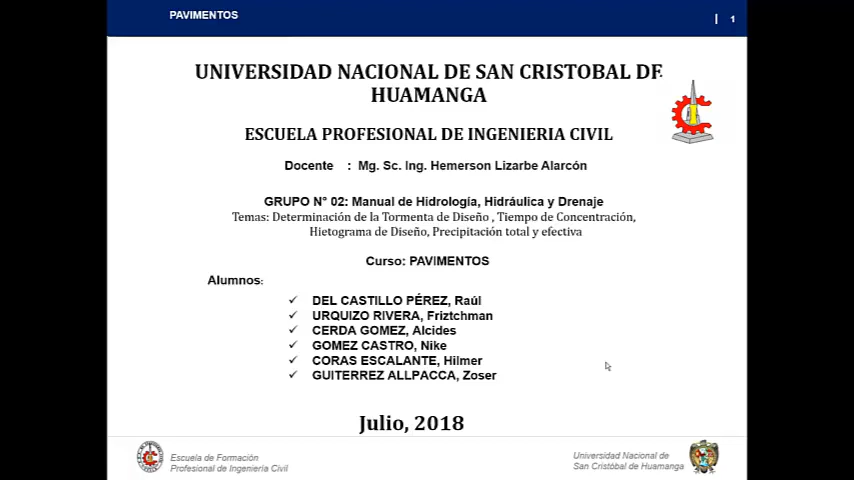 PAVIMENTOS
| 1
UNIVERSIDAD NACIONAL DE SAN CRISTOBAL DE
HUAMANGA
ESCUELA PROFESIONAL DE INGENIERIA CIVIL
Docente : Mg. Sc. Ing. Hemerson Lizarbe Alarcón
GRUPO N° 02: Manual de Hidrología, Hidráulica y Drenaje
Temas: Determinación de la Tormenta de Diseño , Tiempo de Concentración,
Hietograma de Diseño, Precipitación total y efectiva
Curso: PAVIMENTOS
Alumnos:
✓ DEL CASTILLO PÉREZ, Raúl
✓ URQUIZO RIVERA, Friztchman
✓ CERDA GOMEZ, Alcides
✓ GOMEZ CASTRO, Nike
✓ CORAS ESCALANTE, Hilmer
✓ GUITERREZ ALLPACCA, Zoser
Julio, 2018
Escuela de Formación
Profesional de Ingeniería Civil
Universidad Nacional de
San Cristóbal de Huamanga